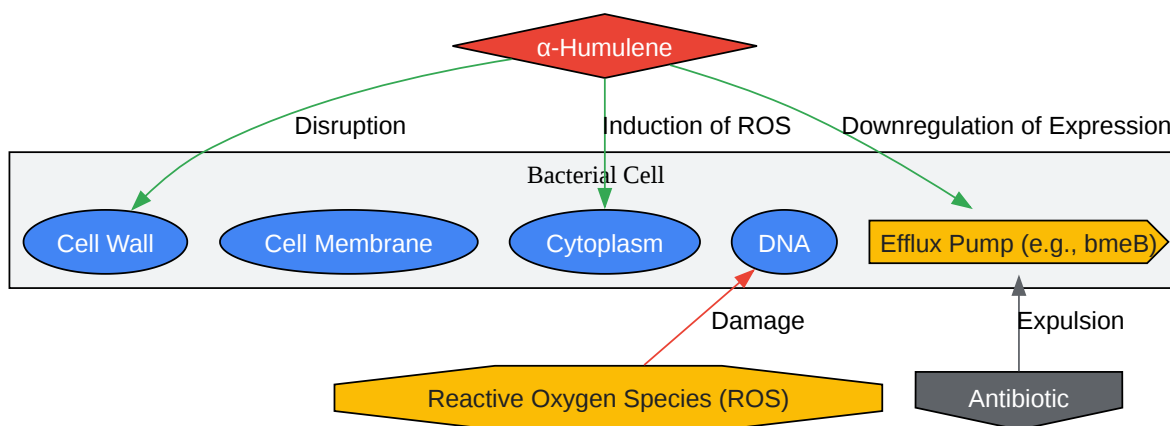 α-Humulene
Disruption
Induction of ROS
Downregulation of Expression
Bacterial Cell
Cell Wall
Cell Membrane
Cytoplasm
DNA
Efflux Pump (e.g., bmeB)
Damage
Expulsion
Reactive Oxygen Species (ROS)
Antibiotic